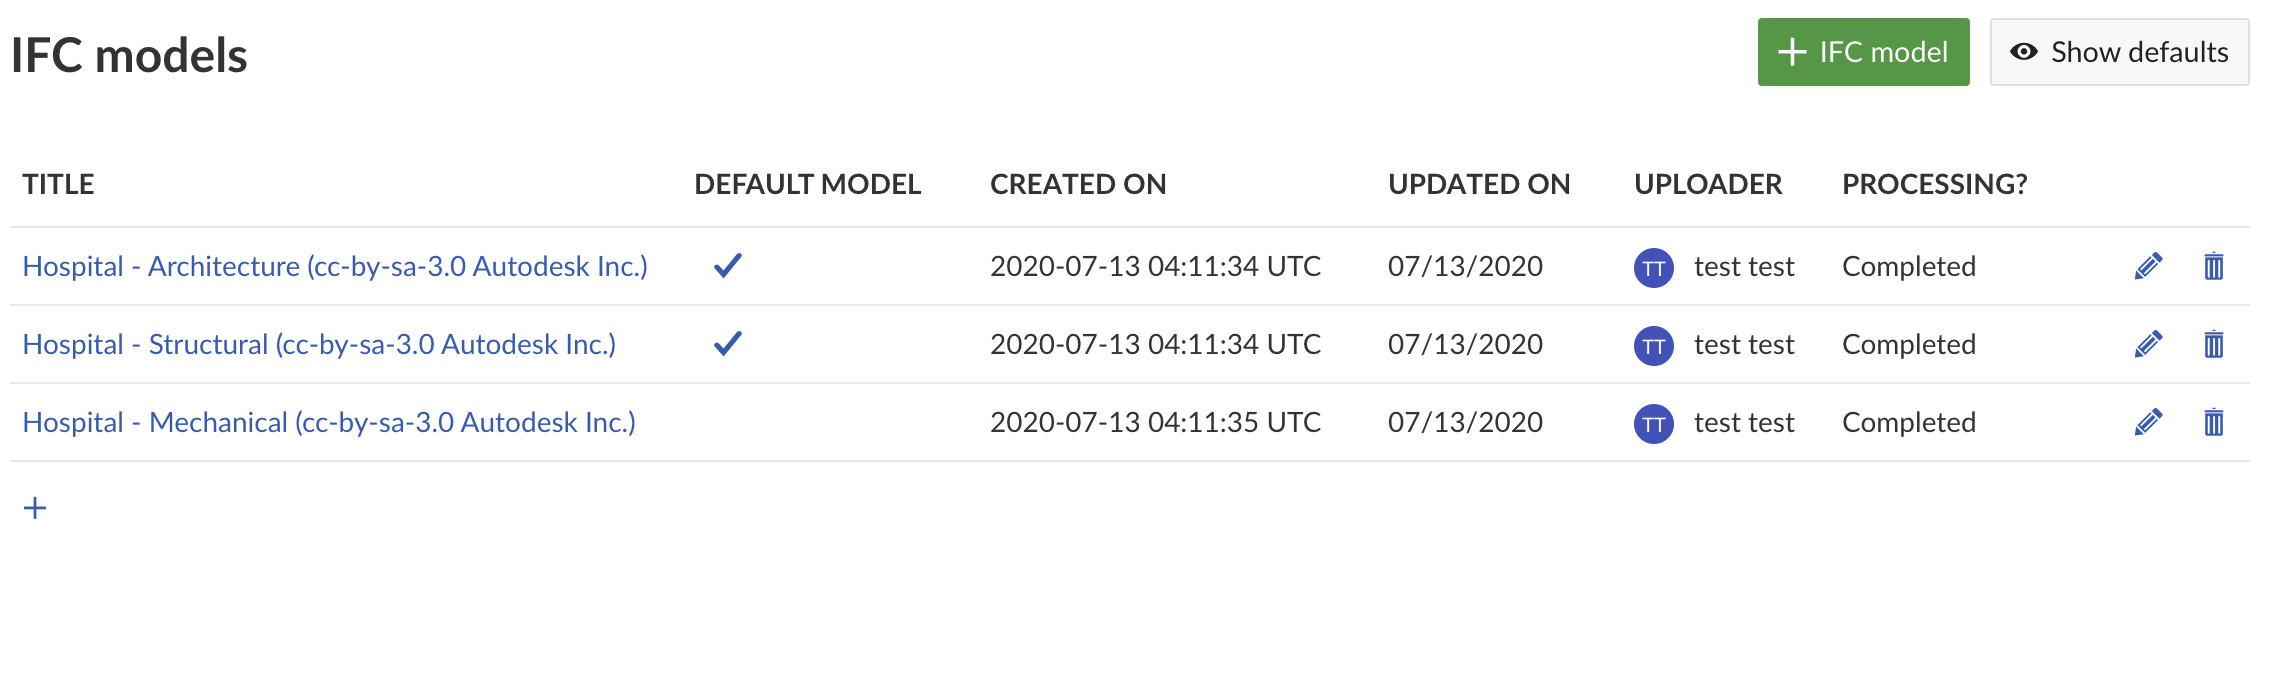 IFC models
IFC model
Show defaults
TITLE DEFAULT MODEL CREATED ON UPDATED ON UPLOADER PROCESSING?
Hospital - Architecture (cc-by-sa-3.0 Autodesk Inc.) 2020-07-13 04:11:34 UTC 07/13/2020 TT test test Completed
Hospital - Structural (cc-by-sa-3.0 Autodesk Inc.) 2020-07-13 04:11:34 UTC 07/13/2020 TT test test Completed
Hospital - Mechanical (cc-by-sa-3.0 Autodesk Inc.) 2020-07-13 04:11:35 UTC 07/13/2020 TT test test Completed